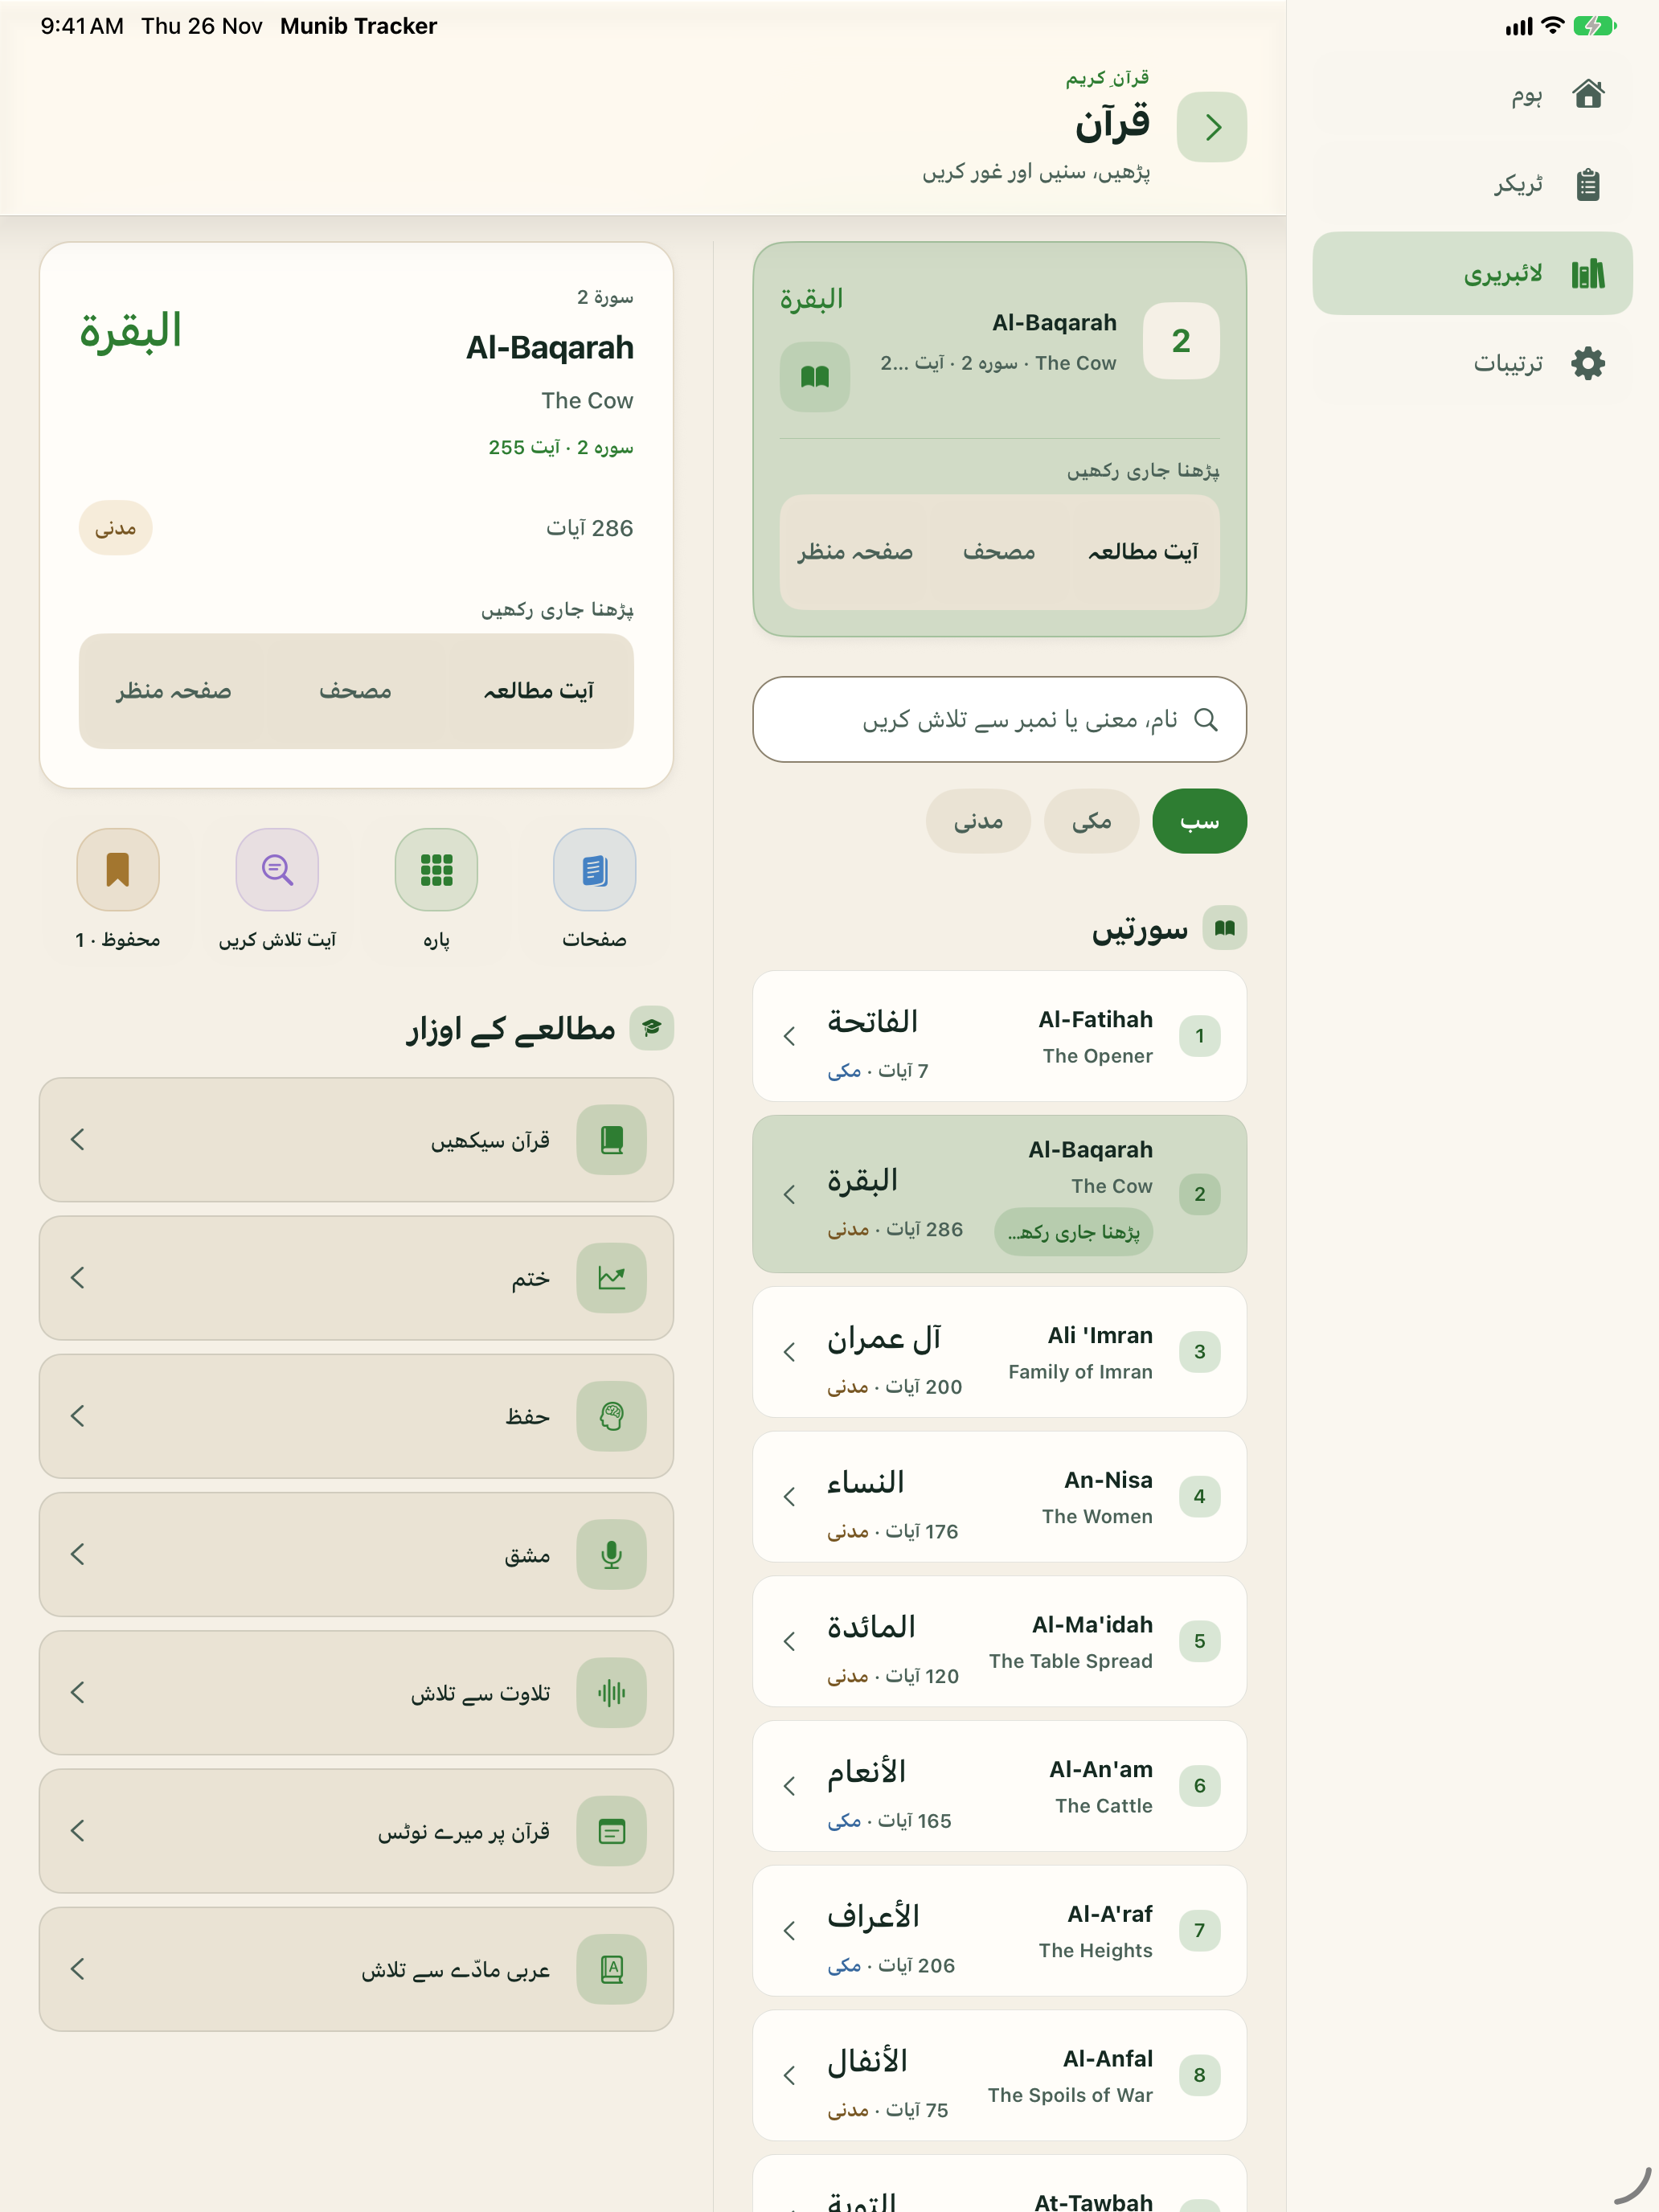 9:41 AM Thu 26 Nov Munib Tracker
ہوم
ٹریکر
لائبریری
ترتیبات
قرآنِ کریم
قرآن
پڑھیں، سنیں اور غور کریں
2
Al-Baqarah
The Cow · سورہ 2 · آیت 2...
البقرة
پڑھنا جاری رکھیں
آیت مطالعہ
مصحف
صفحہ منظر
نام، معنی یا نمبر سے تلاش کریں
سب
مکی
مدنی
سورتیں
1
Al-Fatihah
The Opener
الفاتحة
7 آیات · مکی
2
Al-Baqarah
The Cow
پڑھنا جاری رکھ...
البقرة
286 آیات · مدنی
3
Ali 'Imran
Family of Imran
آل عمران
200 آیات · مدنی
4
An-Nisa
The Women
النساء
176 آیات · مدنی
5
Al-Ma'idah
The Table Spread
المائدة
120 آیات · مدنی
6
Al-An'am
The Cattle
الأنعام
165 آیات · مکی
7
Al-A'raf
The Heights
الأعراف
206 آیات · مکی
8
Al-Anfal
The Spoils of War
الأنفال
75 آیات · مدنی
At-Tawbah
التوبة
سورۃ 2
Al-Baqarah
The Cow
سورہ 2 · آیت 255
البقرة
286 آیات
مدنی
پڑھنا جاری رکھیں
آیت مطالعہ
مصحف
صفحہ منظر
صفحات
پارہ
آیت تلاش کریں
محفوظ · 1
مطالعے کے اوزار
قرآن سیکھیں
ختم
حفظ
مشق
تلاوت سے تلاش
قرآن پر میرے نوٹس
عربی مادّے سے تلاش